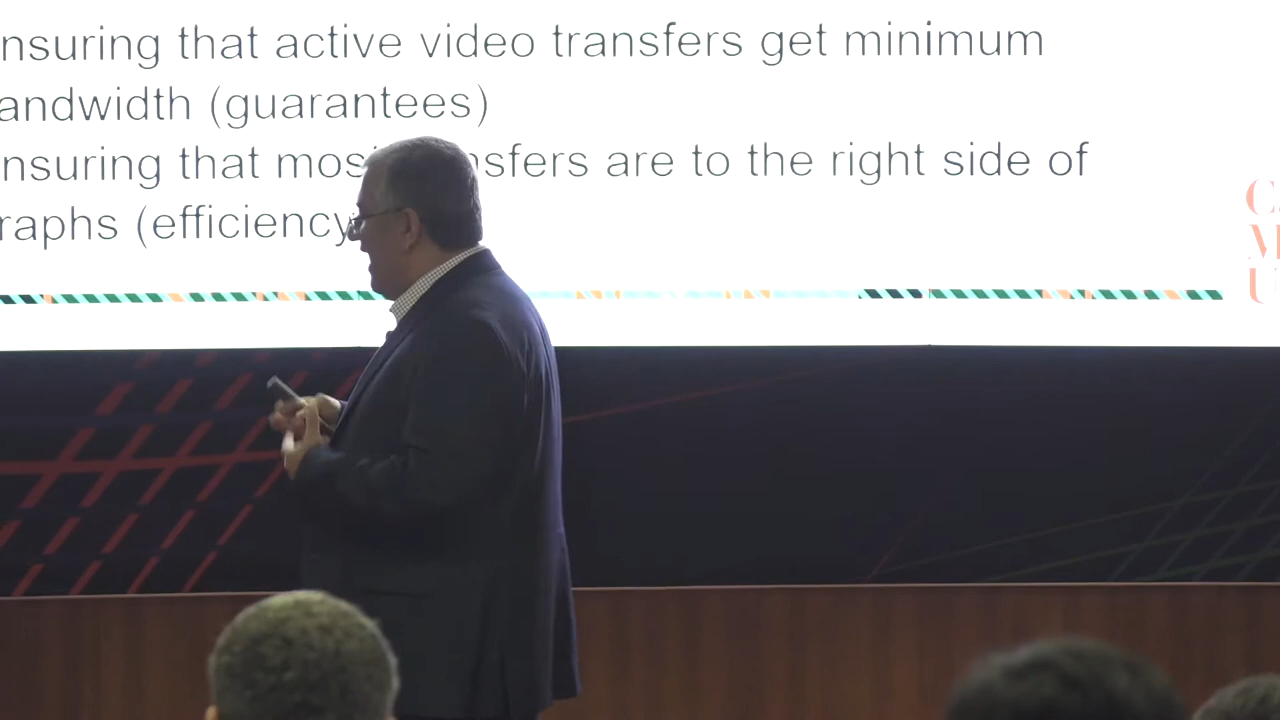 nsuring that active video transfers get minimum
andwidth (guarantees)
nsuring that mos nsfers are to the right side of
raphs (efficiency
C
M
U